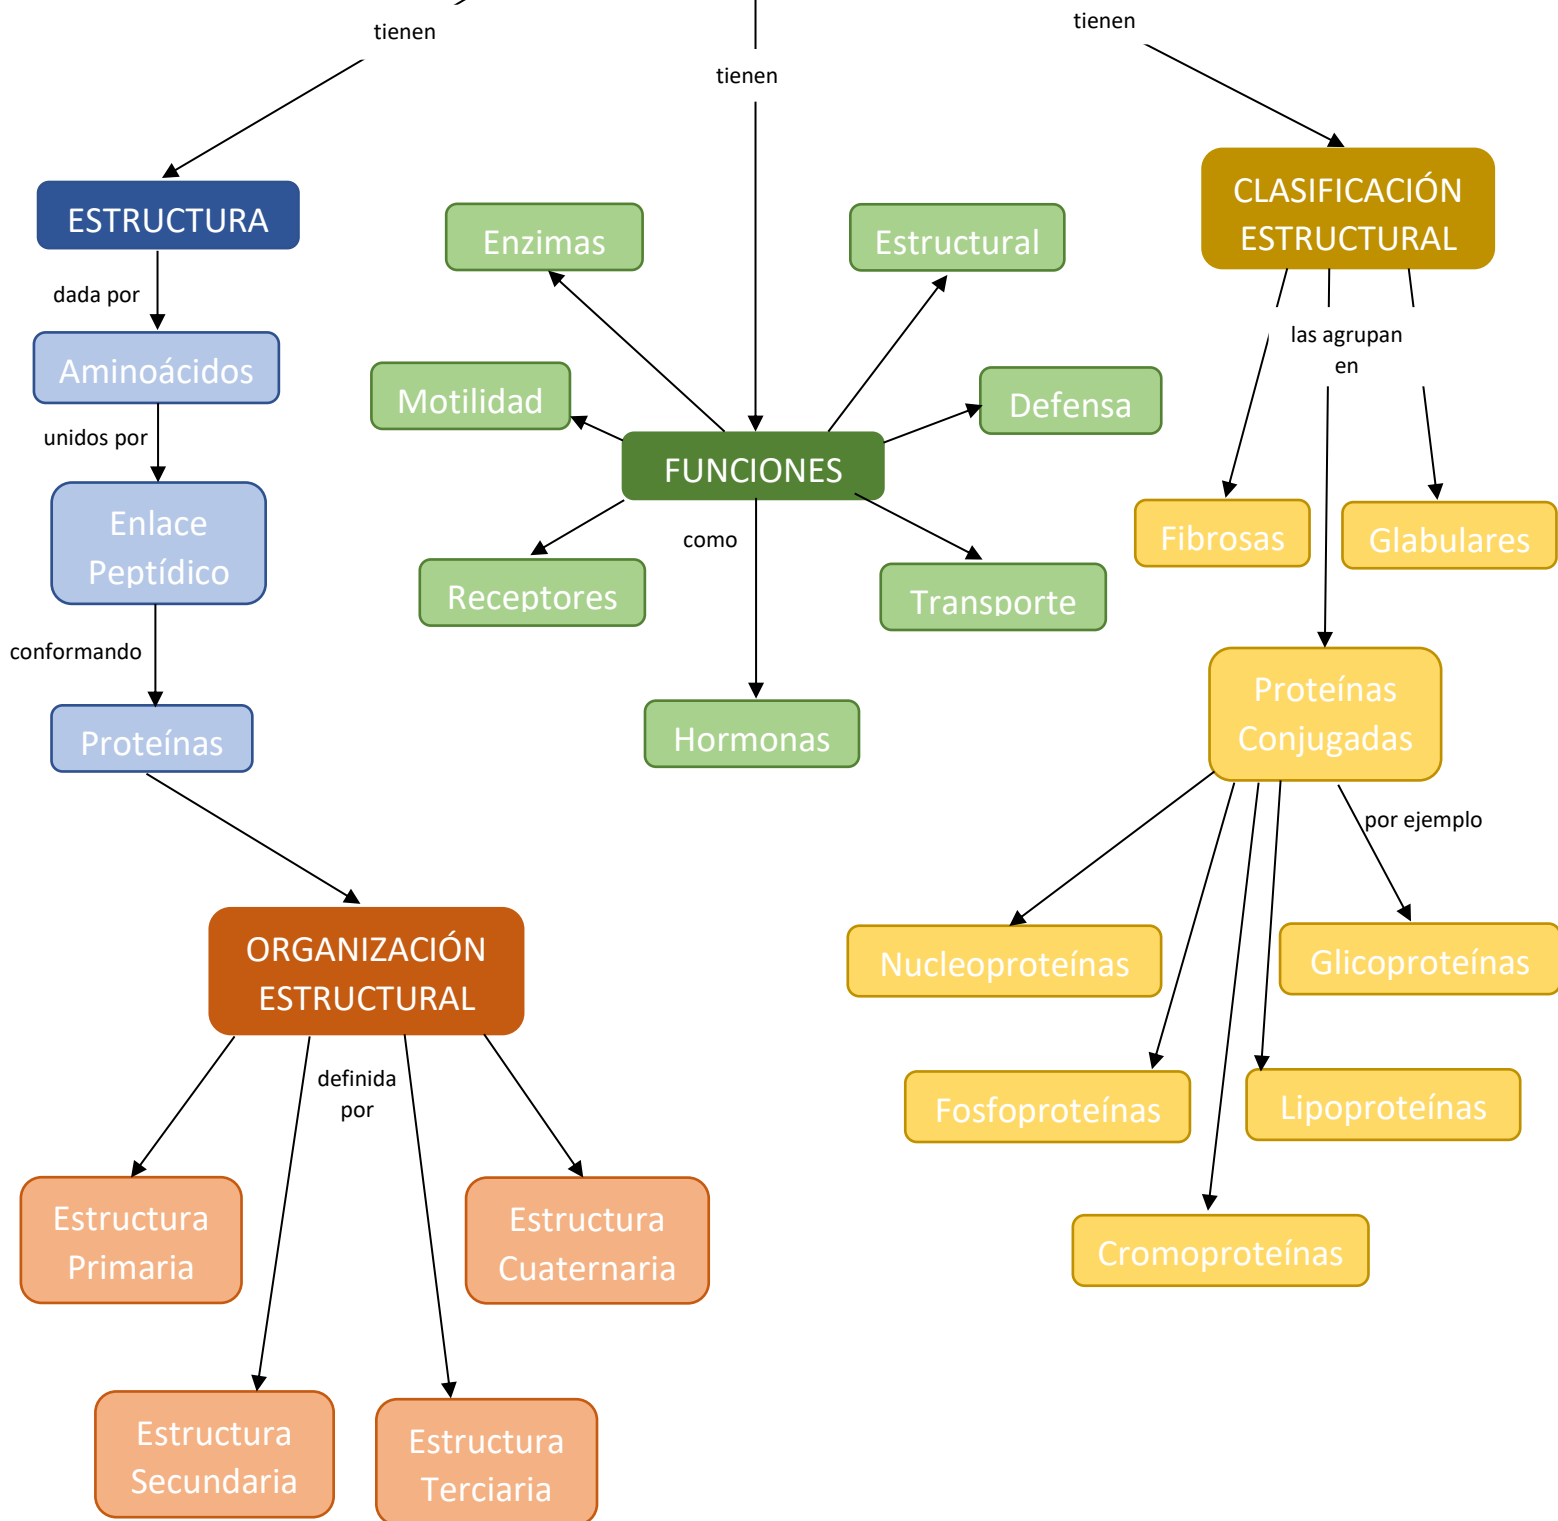 tienen
tienen
tienen
ESTRUCTURA
dada por
Aminoácidos
unidos por
Enlace
Peptídico
conformando
Proteínas
ORGANIZACIÓN
ESTRUCTURAL
definida
por
Estructura
Primaria
Estructura
Secundaria
Estructura
Terciaria
Estructura
Cuaternaria
Enzimas
Estructural
Motilidad
Defensa
FUNCIONES
como
Receptores
Transporte
Hormonas
CLASIFICACIÓN
ESTRUCTURAL
las agrupan
en
Fibrosas
Glabulares
Proteínas
Conjugadas
por ejemplo
Nucleoproteínas
Glicoproteínas
Fosfoproteínas
Lipoproteínas
Cromoproteínas